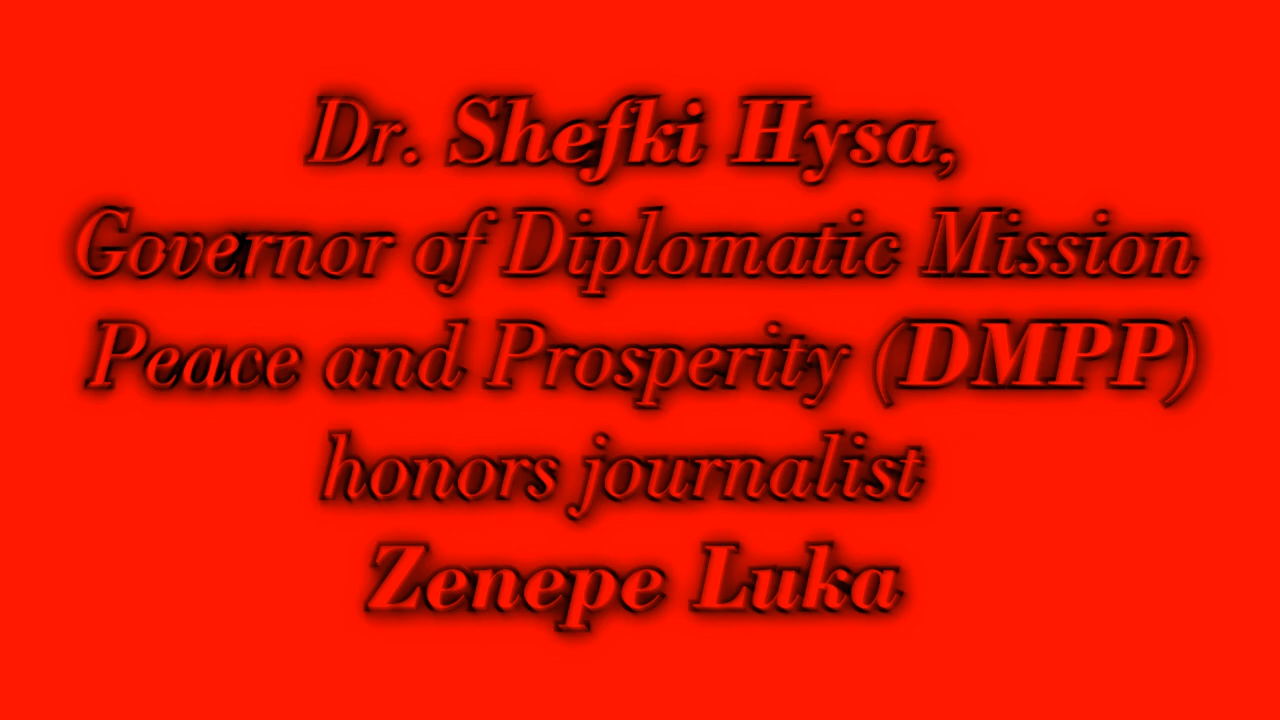 Dr. Shefki Hysa,
Governor of Diplomatic Mission
Peace and Prosperity (DMPP)
honors journalist
Zenepe Luka